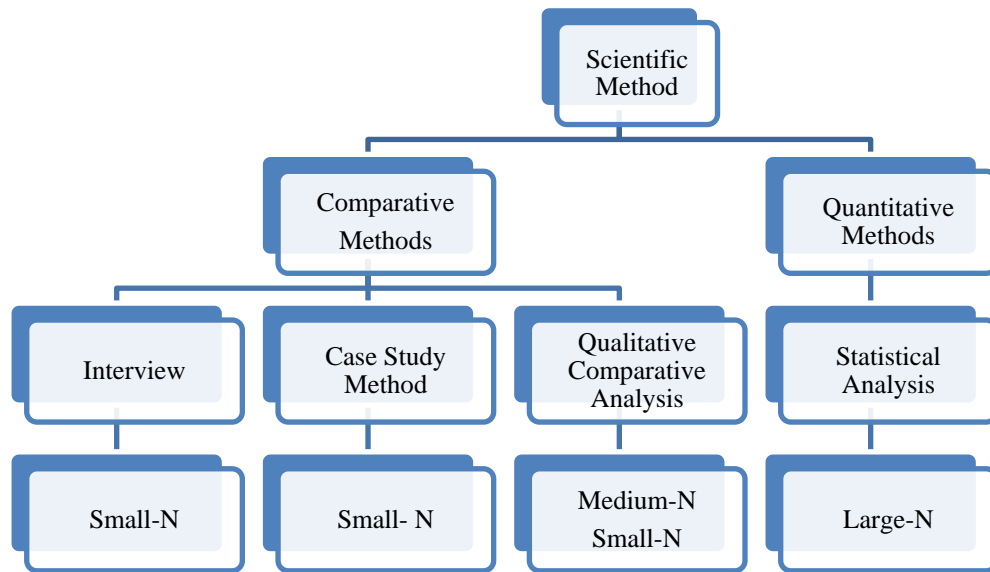 Scientific
Method
Comparative
Methods
Quantitative
Methods
Interview
Case Study
Method
Qualitative
Comparative
Analysis
Statistical
Analysis
Small-N
Small- N
Medium-N
Small-N
Large-N